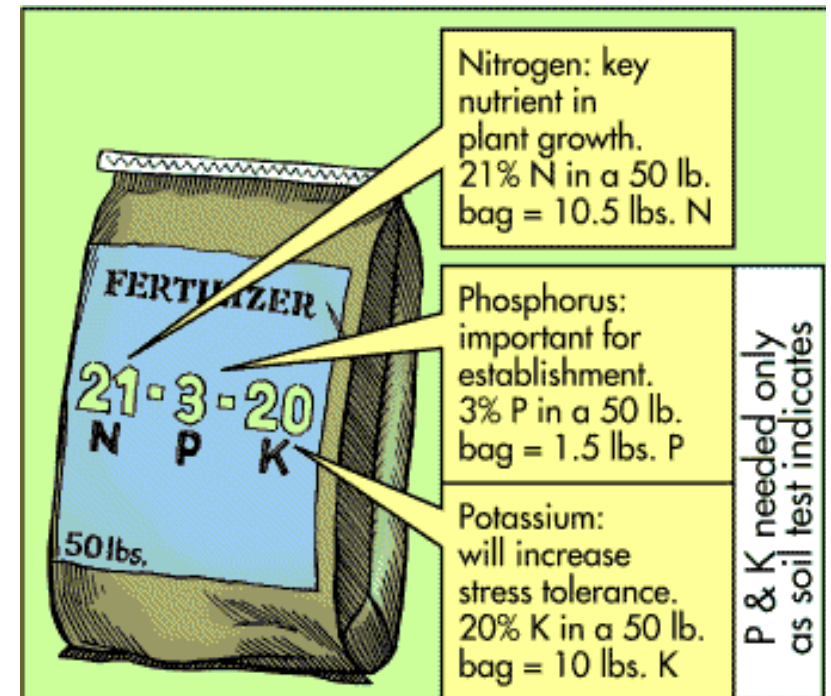 FERTILIZER
21-3-20
N P K
50 lbs.
Nitrogen: key
nutrient in
plant growth.
21% N in a 50 lb.
bag = 10.5 lbs. N
Phosphorus:
important for
establishment.
3% P in a 50 lb.
bag = 1.5 lbs. P
Potassium:
will increase
stress tolerance.
20% K in a 50 lb.
bag = 10 lbs. K
P & K needed only
as soil test indicates